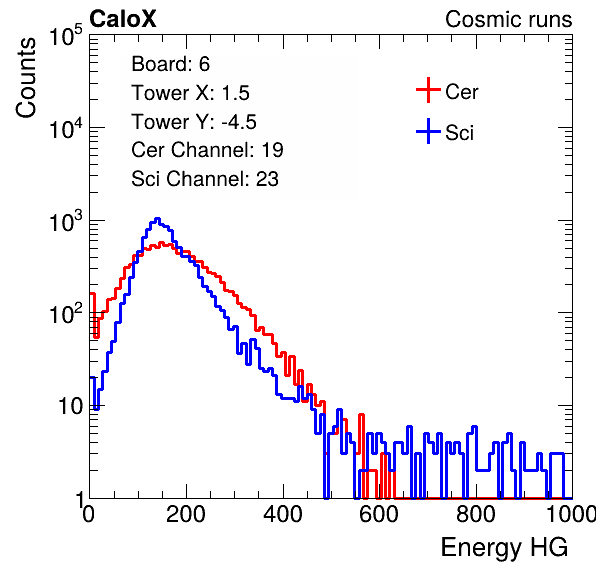 CaloX
Cosmic runs
Counts
10^5
10^4
10^3
10^2
10
1
Board: 6
Tower X: 1.5
Tower Y: -4.5
Cer Channel: 19
Sci Channel: 23
Cer
Sci
0 200 400 600 800 1000
Energy HG